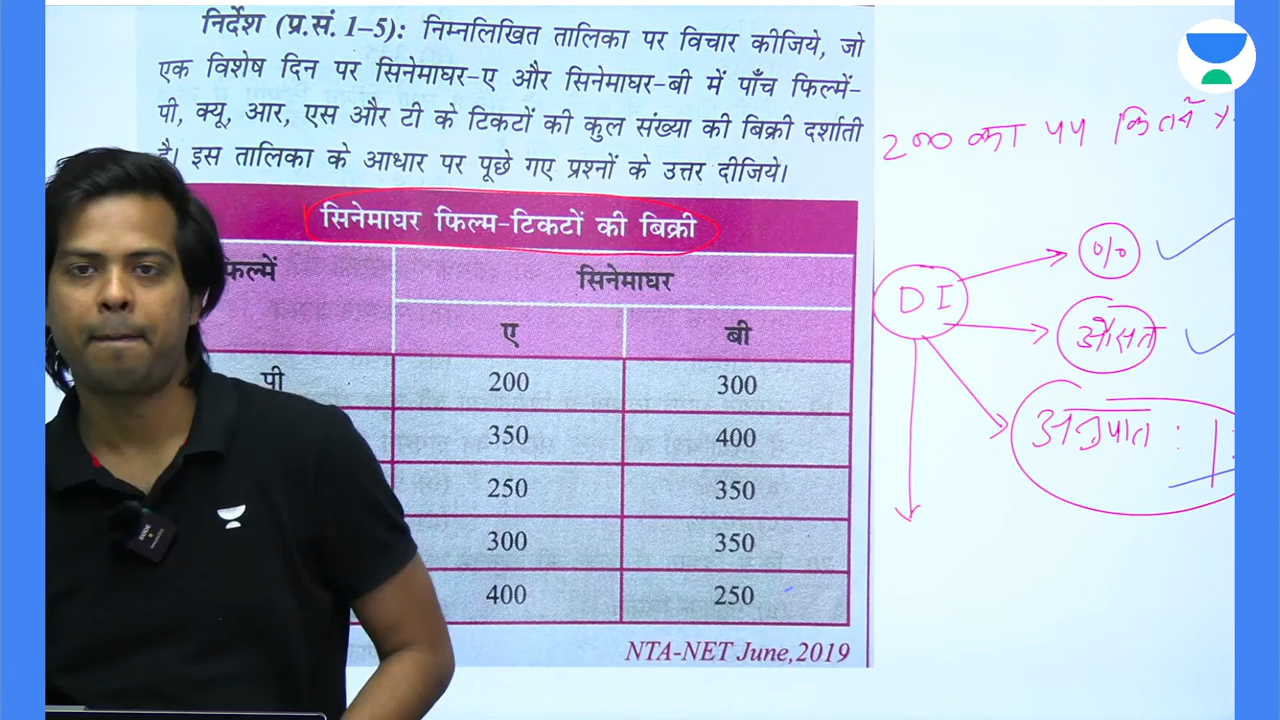 निर्देश (प्र.सं. 1–5): निम्नलिखित तालिका पर विचार कीजिये, जो
एक विशेष दिन पर सिनेमाघर-ए और सिनेमाघर-बी में पाँच फिल्में-
पी, क्यू, आर, एस और टी के टिकटों की कुल संख्या की बिक्री दर्शाती
है। इस तालिका के आधार पर पूछे गए प्रश्नों के उत्तर दीजिये।
सिनेमाघर फिल्म-टिकटों की बिक्री
सिनेमाघर
ए बी
पी 200 300
350 400
250 350
300 350
400 250
NTA-NET June,2019
200 का
%
DI
औसत
अनुपात :